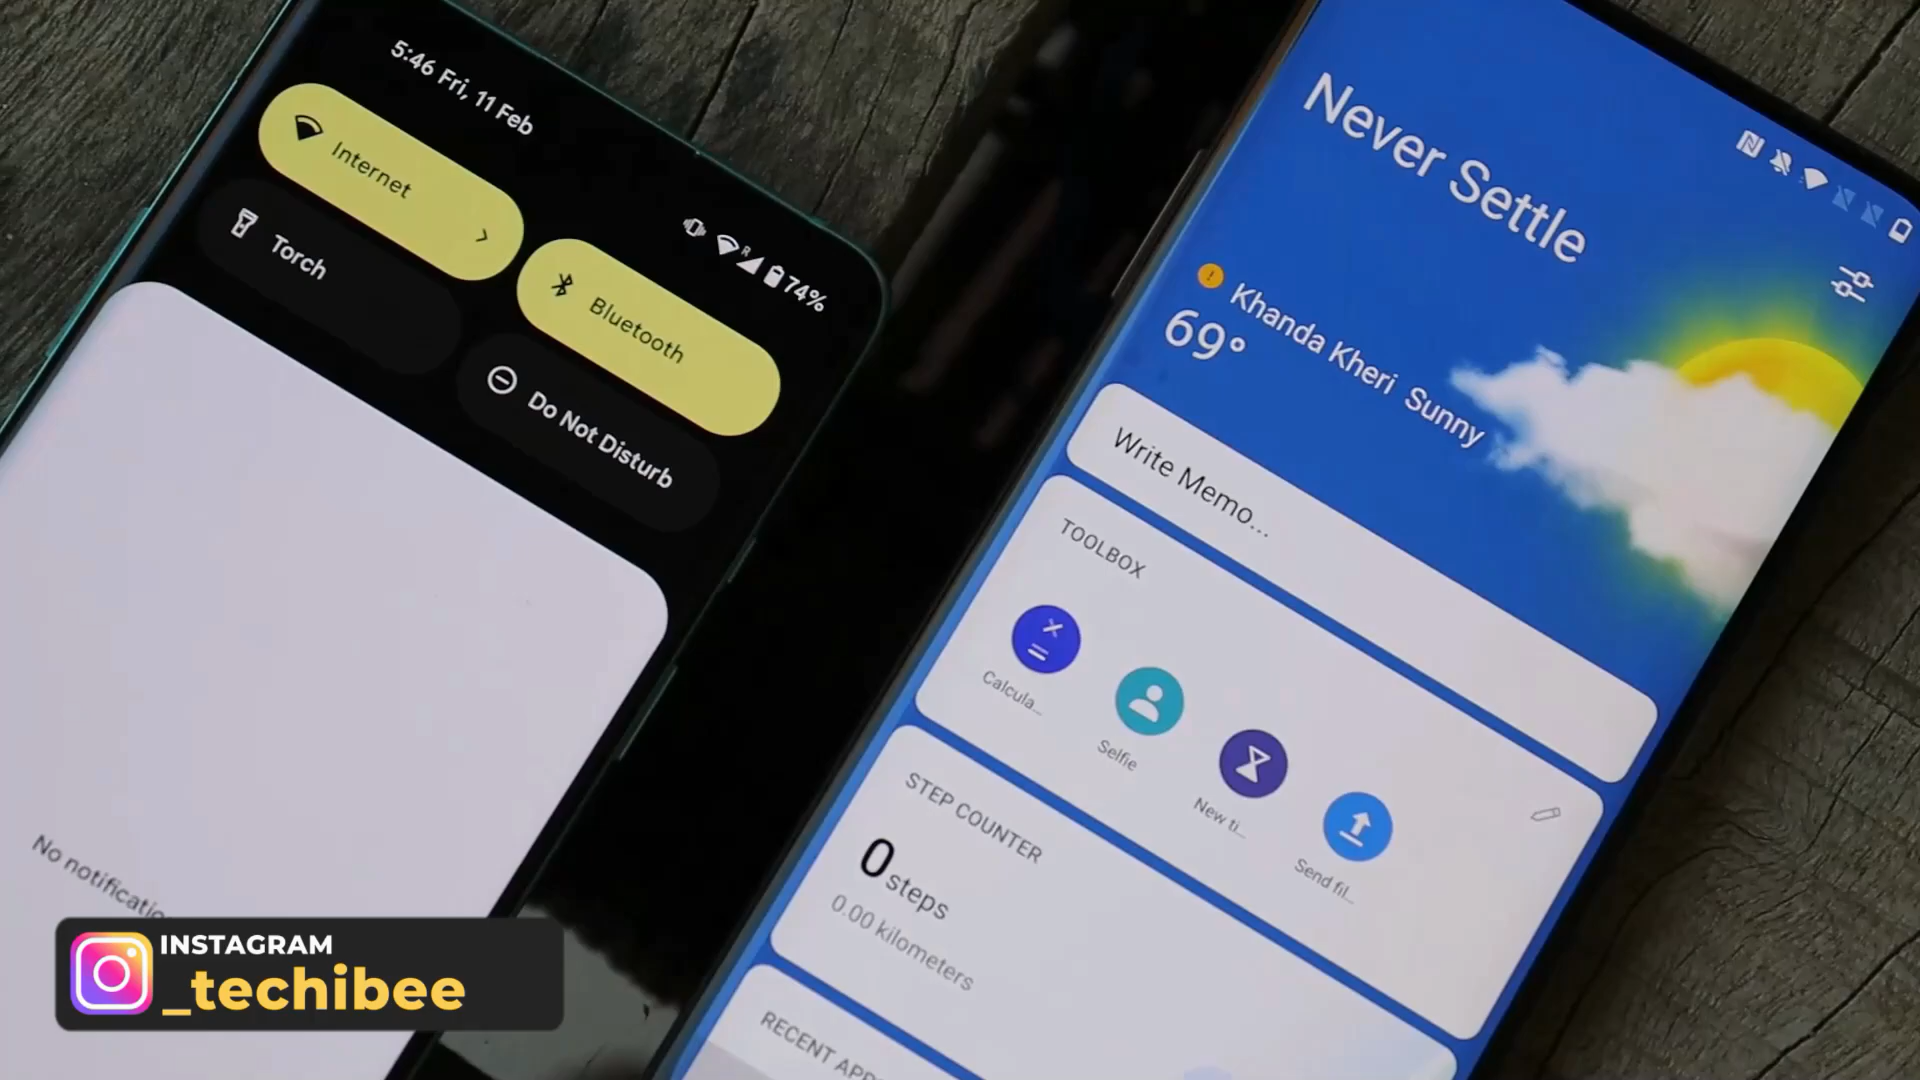 5:46 Fri, 11 Feb
R
74%
Internet
Bluetooth
Torch
Do Not Disturb
No notificatio
Never Settle
Khanda Kheri Sunny
69°
Write Memo...
TOOLBOX
Calcula...
Selfie
New ti...
Send fil...
STEP COUNTER
0 steps
0.00 kilometers
RECENT APP
INSTAGRAM
_techibee